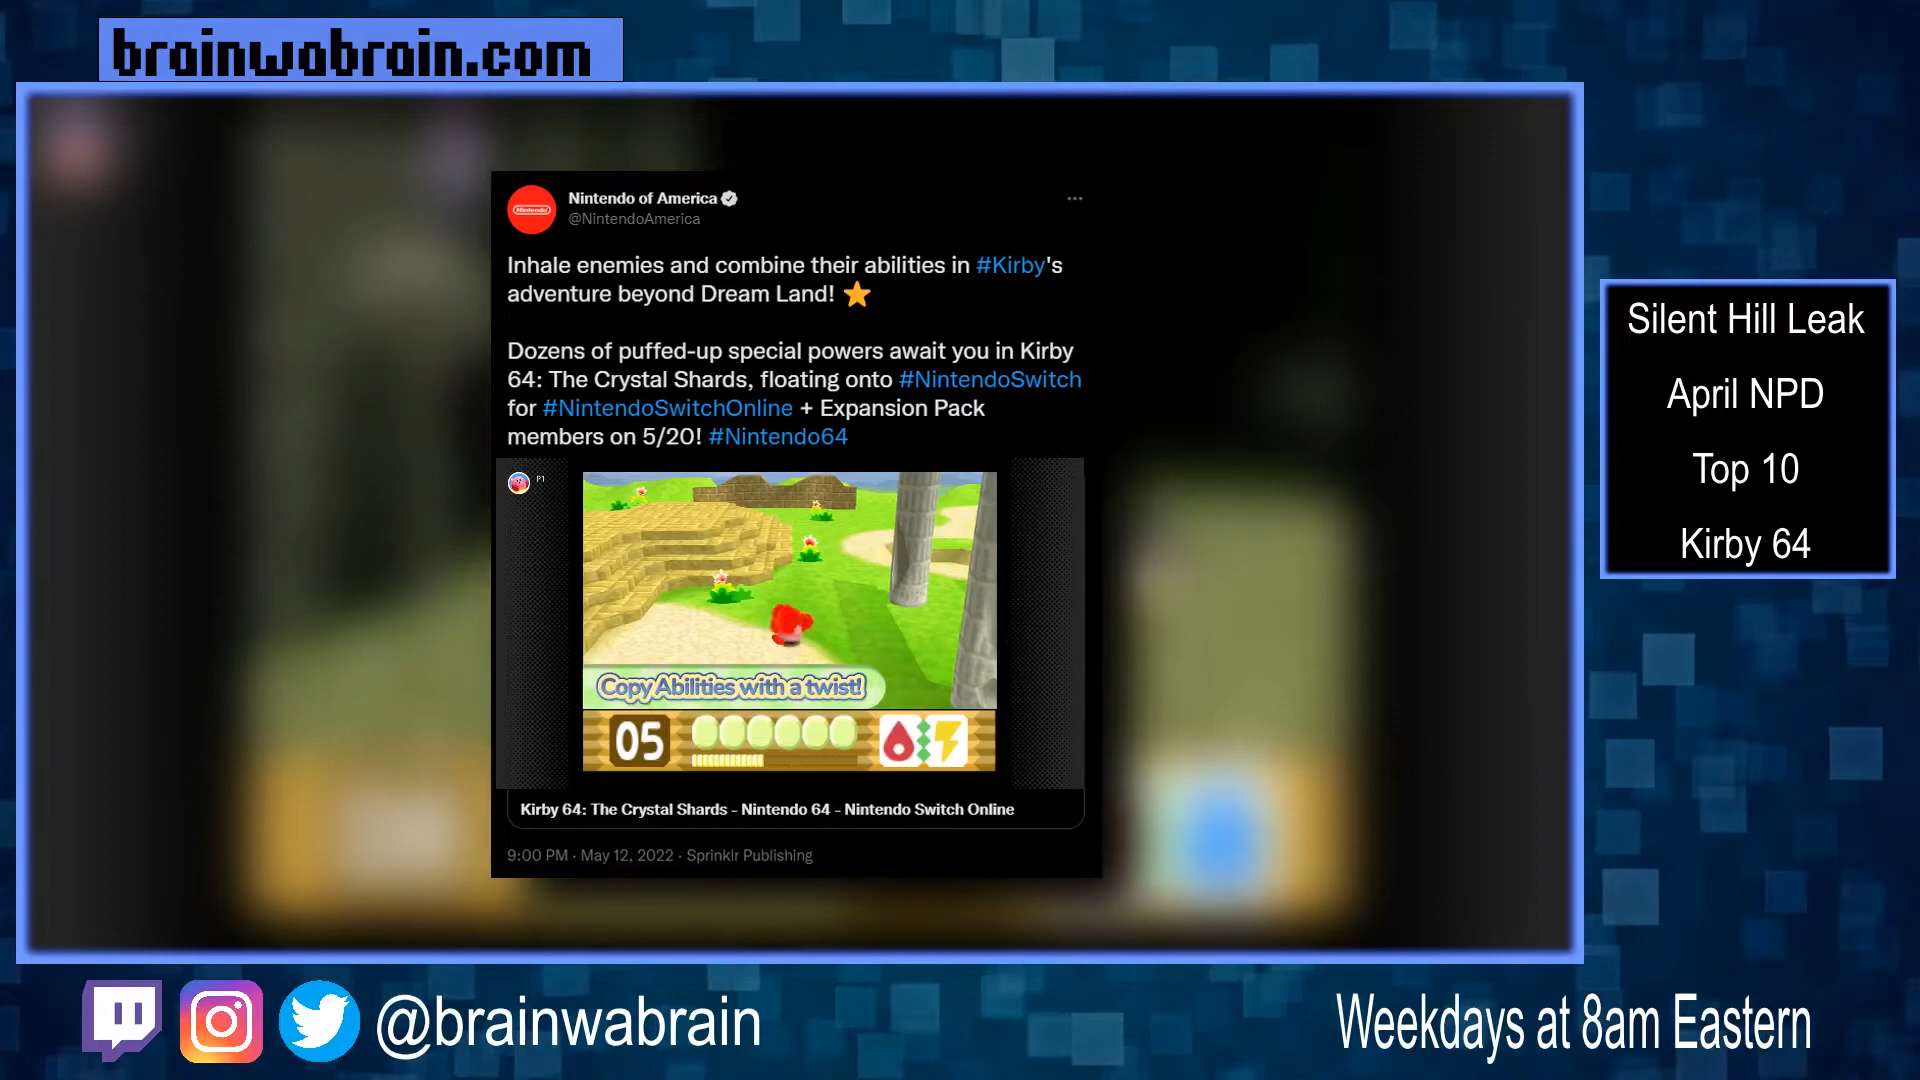 brainwabrain.com
Nintendo of America
@NintendoAmerica
Nintendo
Inhale enemies and combine their abilities in #Kirby's
adventure beyond Dream Land!
Dozens of puffed-up special powers await you in Kirby
64: The Crystal Shards, floating onto #NintendoSwitch
for #NintendoSwitchOnline + Expansion Pack
members on 5/20! #Nintendo64
P1
Copy Abilities with a twist!
05
Kirby 64: The Crystal Shards - Nintendo 64 - Nintendo Switch Online
9:00 PM · May 12, 2022 · Sprinklr Publishing
Silent Hill Leak
April NPD
Top 10
Kirby 64
@brainwabrain
Weekdays at 8am Eastern